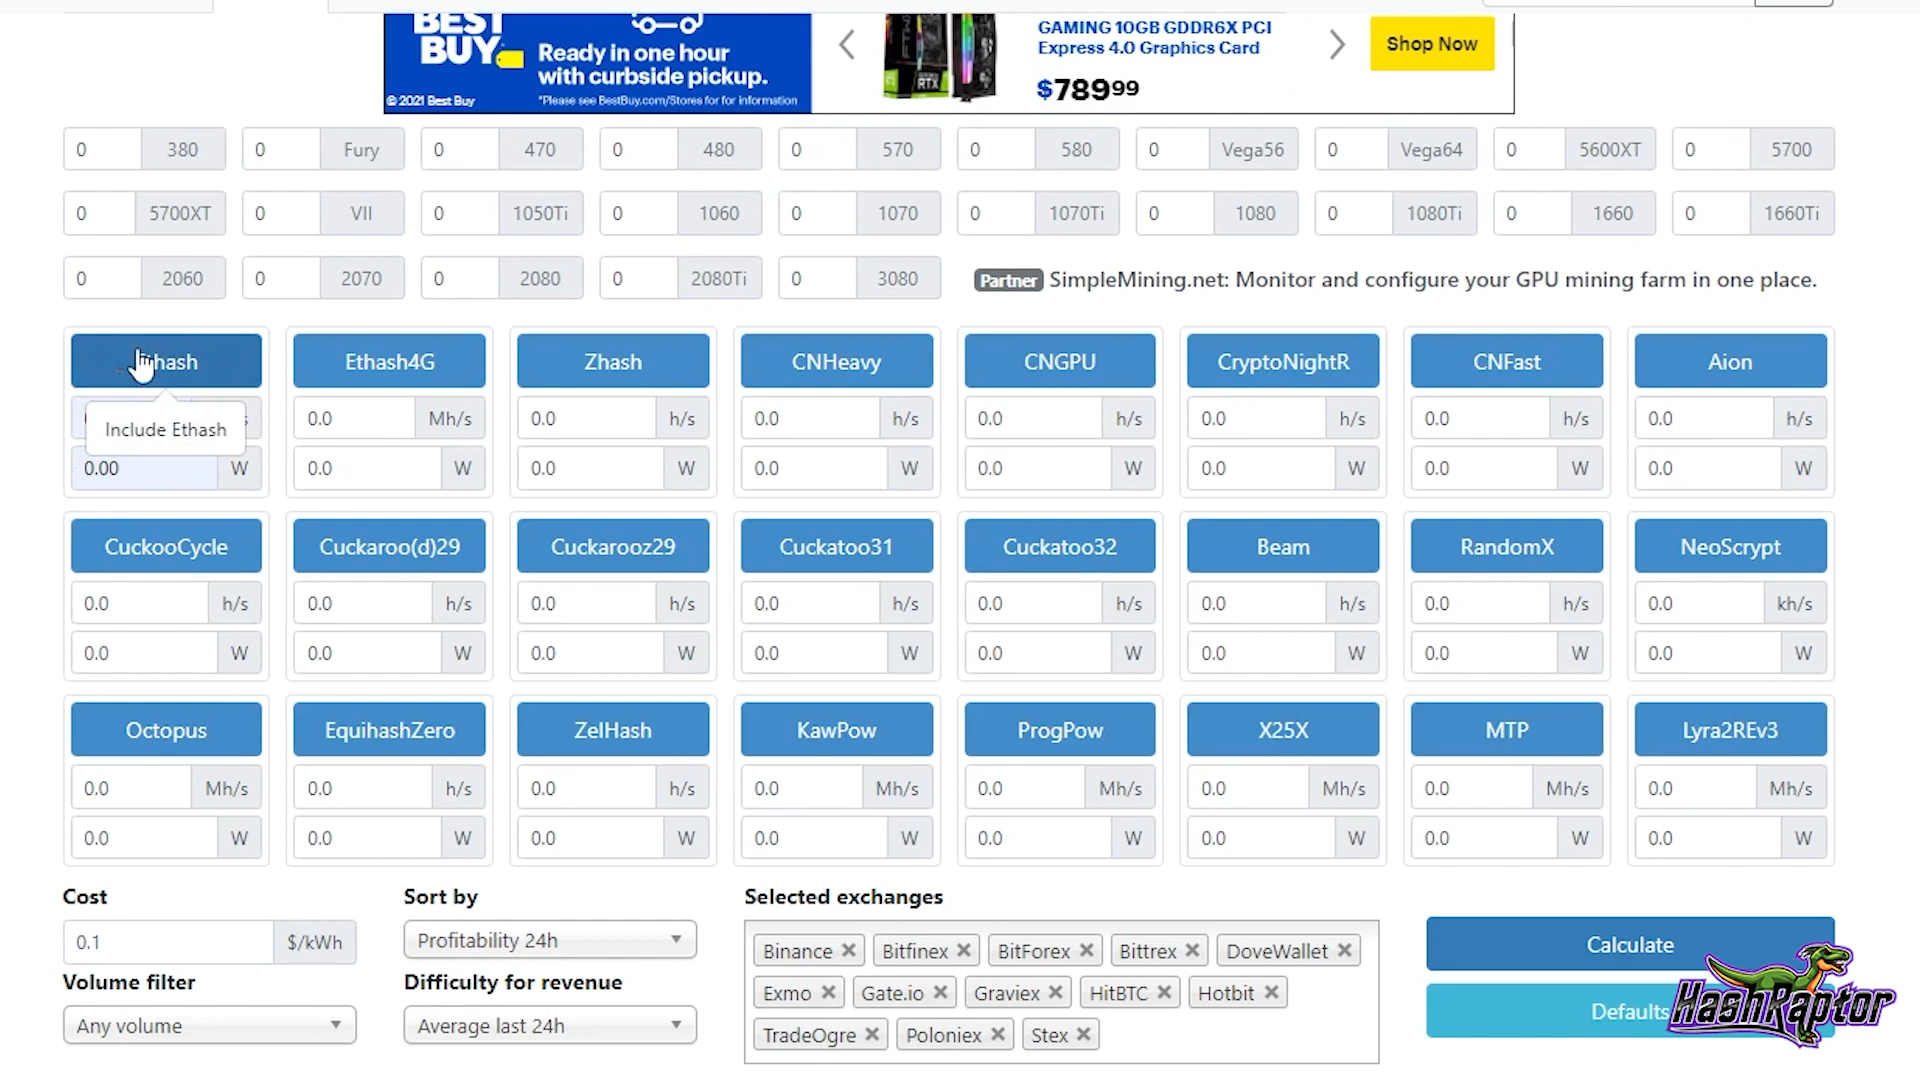 BEST
BUY
Ready in one hour
with curbside pickup.
© 2021 Best Buy
*Please see BestBuy.com/Stores for for information
RTX
GAMING 10GB GDDR6X PCI
Express 4.0 Graphics Card
$78999
Shop Now
0 380 0 Fury 0 470 0 480 0 570 0 580 0 Vega56 0 Vega64 0 5600XT 0 5700
0 5700XT 0 VII 0 1050Ti 0 1060 0 1070 0 1070Ti 0 1080 0 1080Ti 0 1660 0 1660Ti
0 2060 0 2070 0 2080 0 2080Ti 0 3080 Partner SimpleMining.net: Monitor and configure your GPU mining farm in one place.
Ethash4G Zhash CNHeavy CNGPU CryptoNightR CNFast Aion
0.0 Mh/s 0.0 h/s 0.0 h/s 0.0 h/s 0.0 h/s 0.0 h/s 0.0 h/s
Include Ethash
0.00 W 0.0 W 0.0 W 0.0 W 0.0 W 0.0 W 0.0 W 0.0 W
CuckooCycle Cuckaroo(d)29 Cuckarooz29 Cuckatoo31 Cuckatoo32 Beam RandomX NeoScrypt
0.0 h/s 0.0 h/s 0.0 h/s 0.0 h/s 0.0 h/s 0.0 h/s 0.0 h/s 0.0 kh/s
0.0 W 0.0 W 0.0 W 0.0 W 0.0 W 0.0 W 0.0 W 0.0 W
Octopus EquihashZero ZelHash KawPow ProgPow X25X MTP Lyra2REv3
0.0 Mh/s 0.0 h/s 0.0 h/s 0.0 Mh/s 0.0 Mh/s 0.0 Mh/s 0.0 Mh/s 0.0 Mh/s
0.0 W 0.0 W 0.0 W 0.0 W 0.0 W 0.0 W 0.0 W 0.0 W
Cost Sort by Selected exchanges
0.1 $/kWh Profitability 24h
Volume filter Difficulty for revenue
Any volume Average last 24h
Binance Bitfinex BitForex Bittrex DoveWallet
Exmo Gate.io Graviex HitBTC Hotbit
TradeOgre Poloniex Stex
Calculate
Defaults
HashRaptor